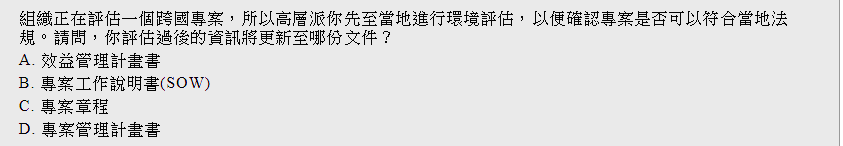 組織正在評估一個跨國專案，所以高層派你先至當地進行環境評估，以便確認專案是否可以符合當地法
規。請問，你評估過後的資訊將更新至哪份文件？
A. 效益管理計畫書
B. 專案工作說明書(SOW)
C. 專案章程
D. 專案管理計畫書